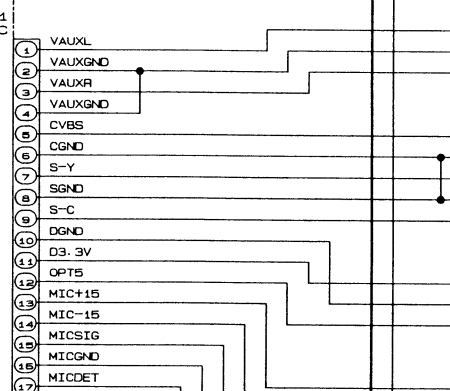 1 VAUXL
2 VAUXGND
3 VAUXR
4 VAUXGND
5 CVBS
6 CGND
7 S-Y
8 SGND
9 S-C
10 DGND
11 D3.3V
12 OPT5
13 MIC+15
14 MIC-15
15 MICSIG
16 MICGND
17 MICDET